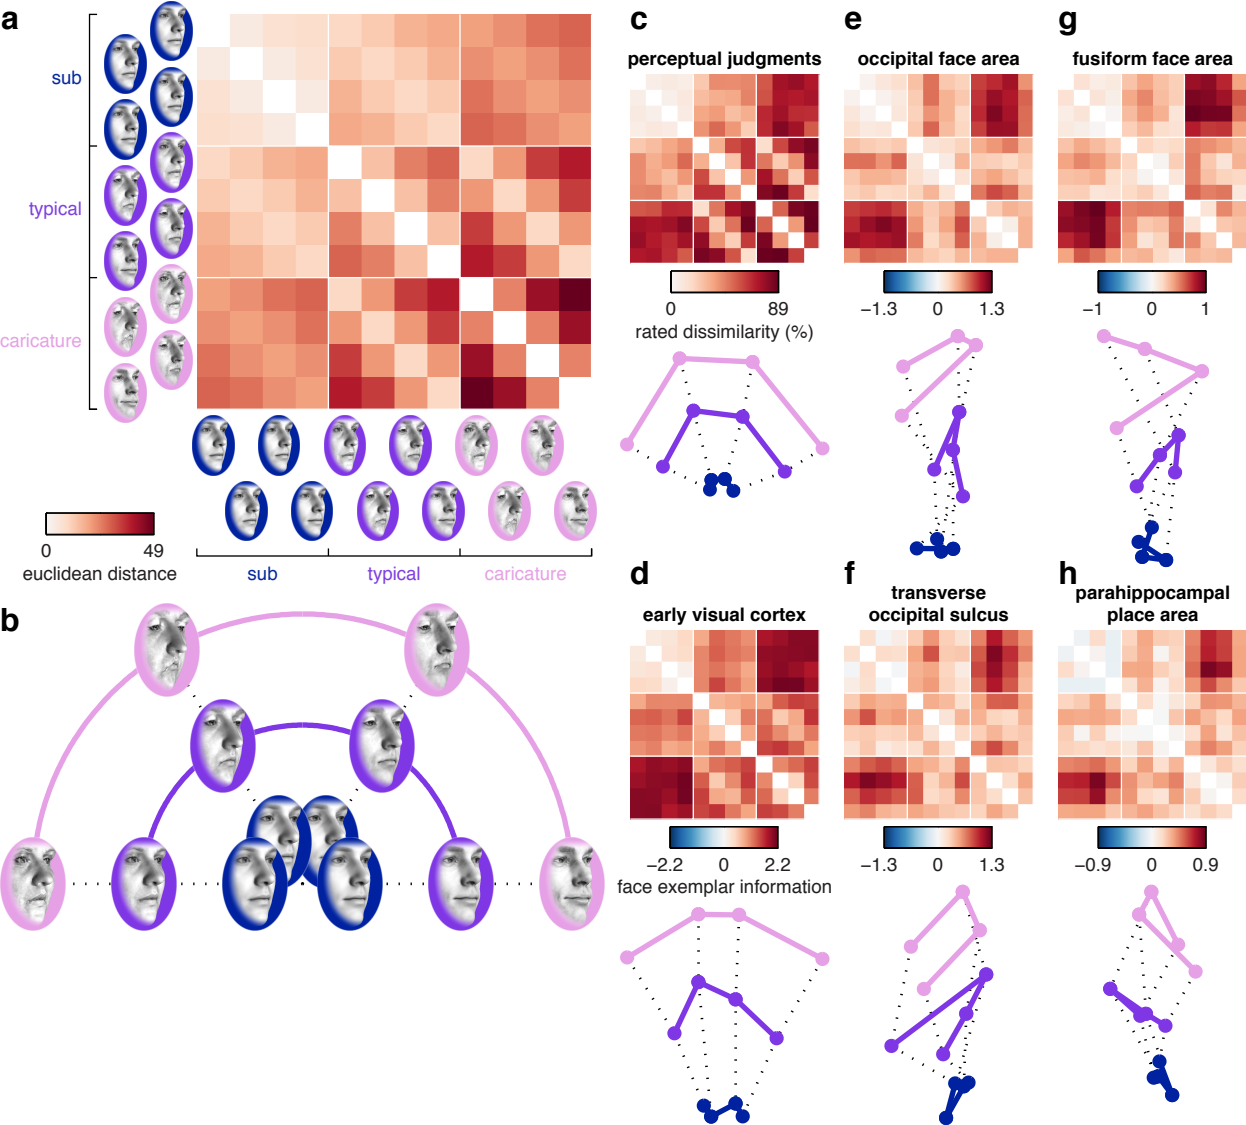 a
sub
typical
caricature
0
49
euclidean distance
sub
typical
caricature
b
c
perceptual judgments
0
89
rated dissimilarity (%)
d
early visual cortex
−2.2
0
2.2
face exemplar information
e
occipital face area
−1.3
0
1.3
f
transverse
occipital sulcus
−1.3
0
1.3
g
fusiform face area
−1
0
1
h
parahippocampal
place area
−0.9
0
0.9